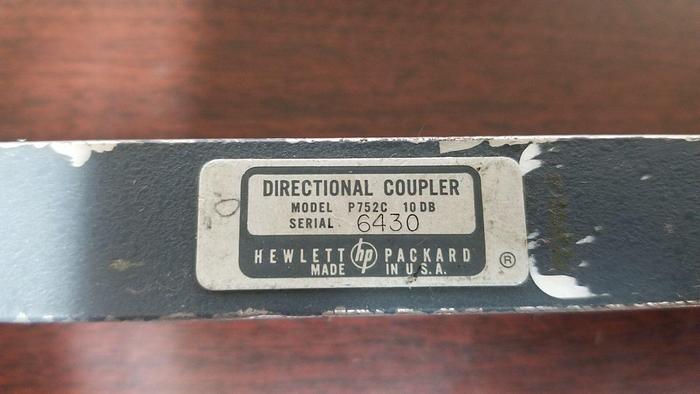 DIRECTIONAL COUPLER
MODEL P752C 10 DB
SERIAL 6430
HEWLETT hp PACKARD
MADE IN U.S.A. ®